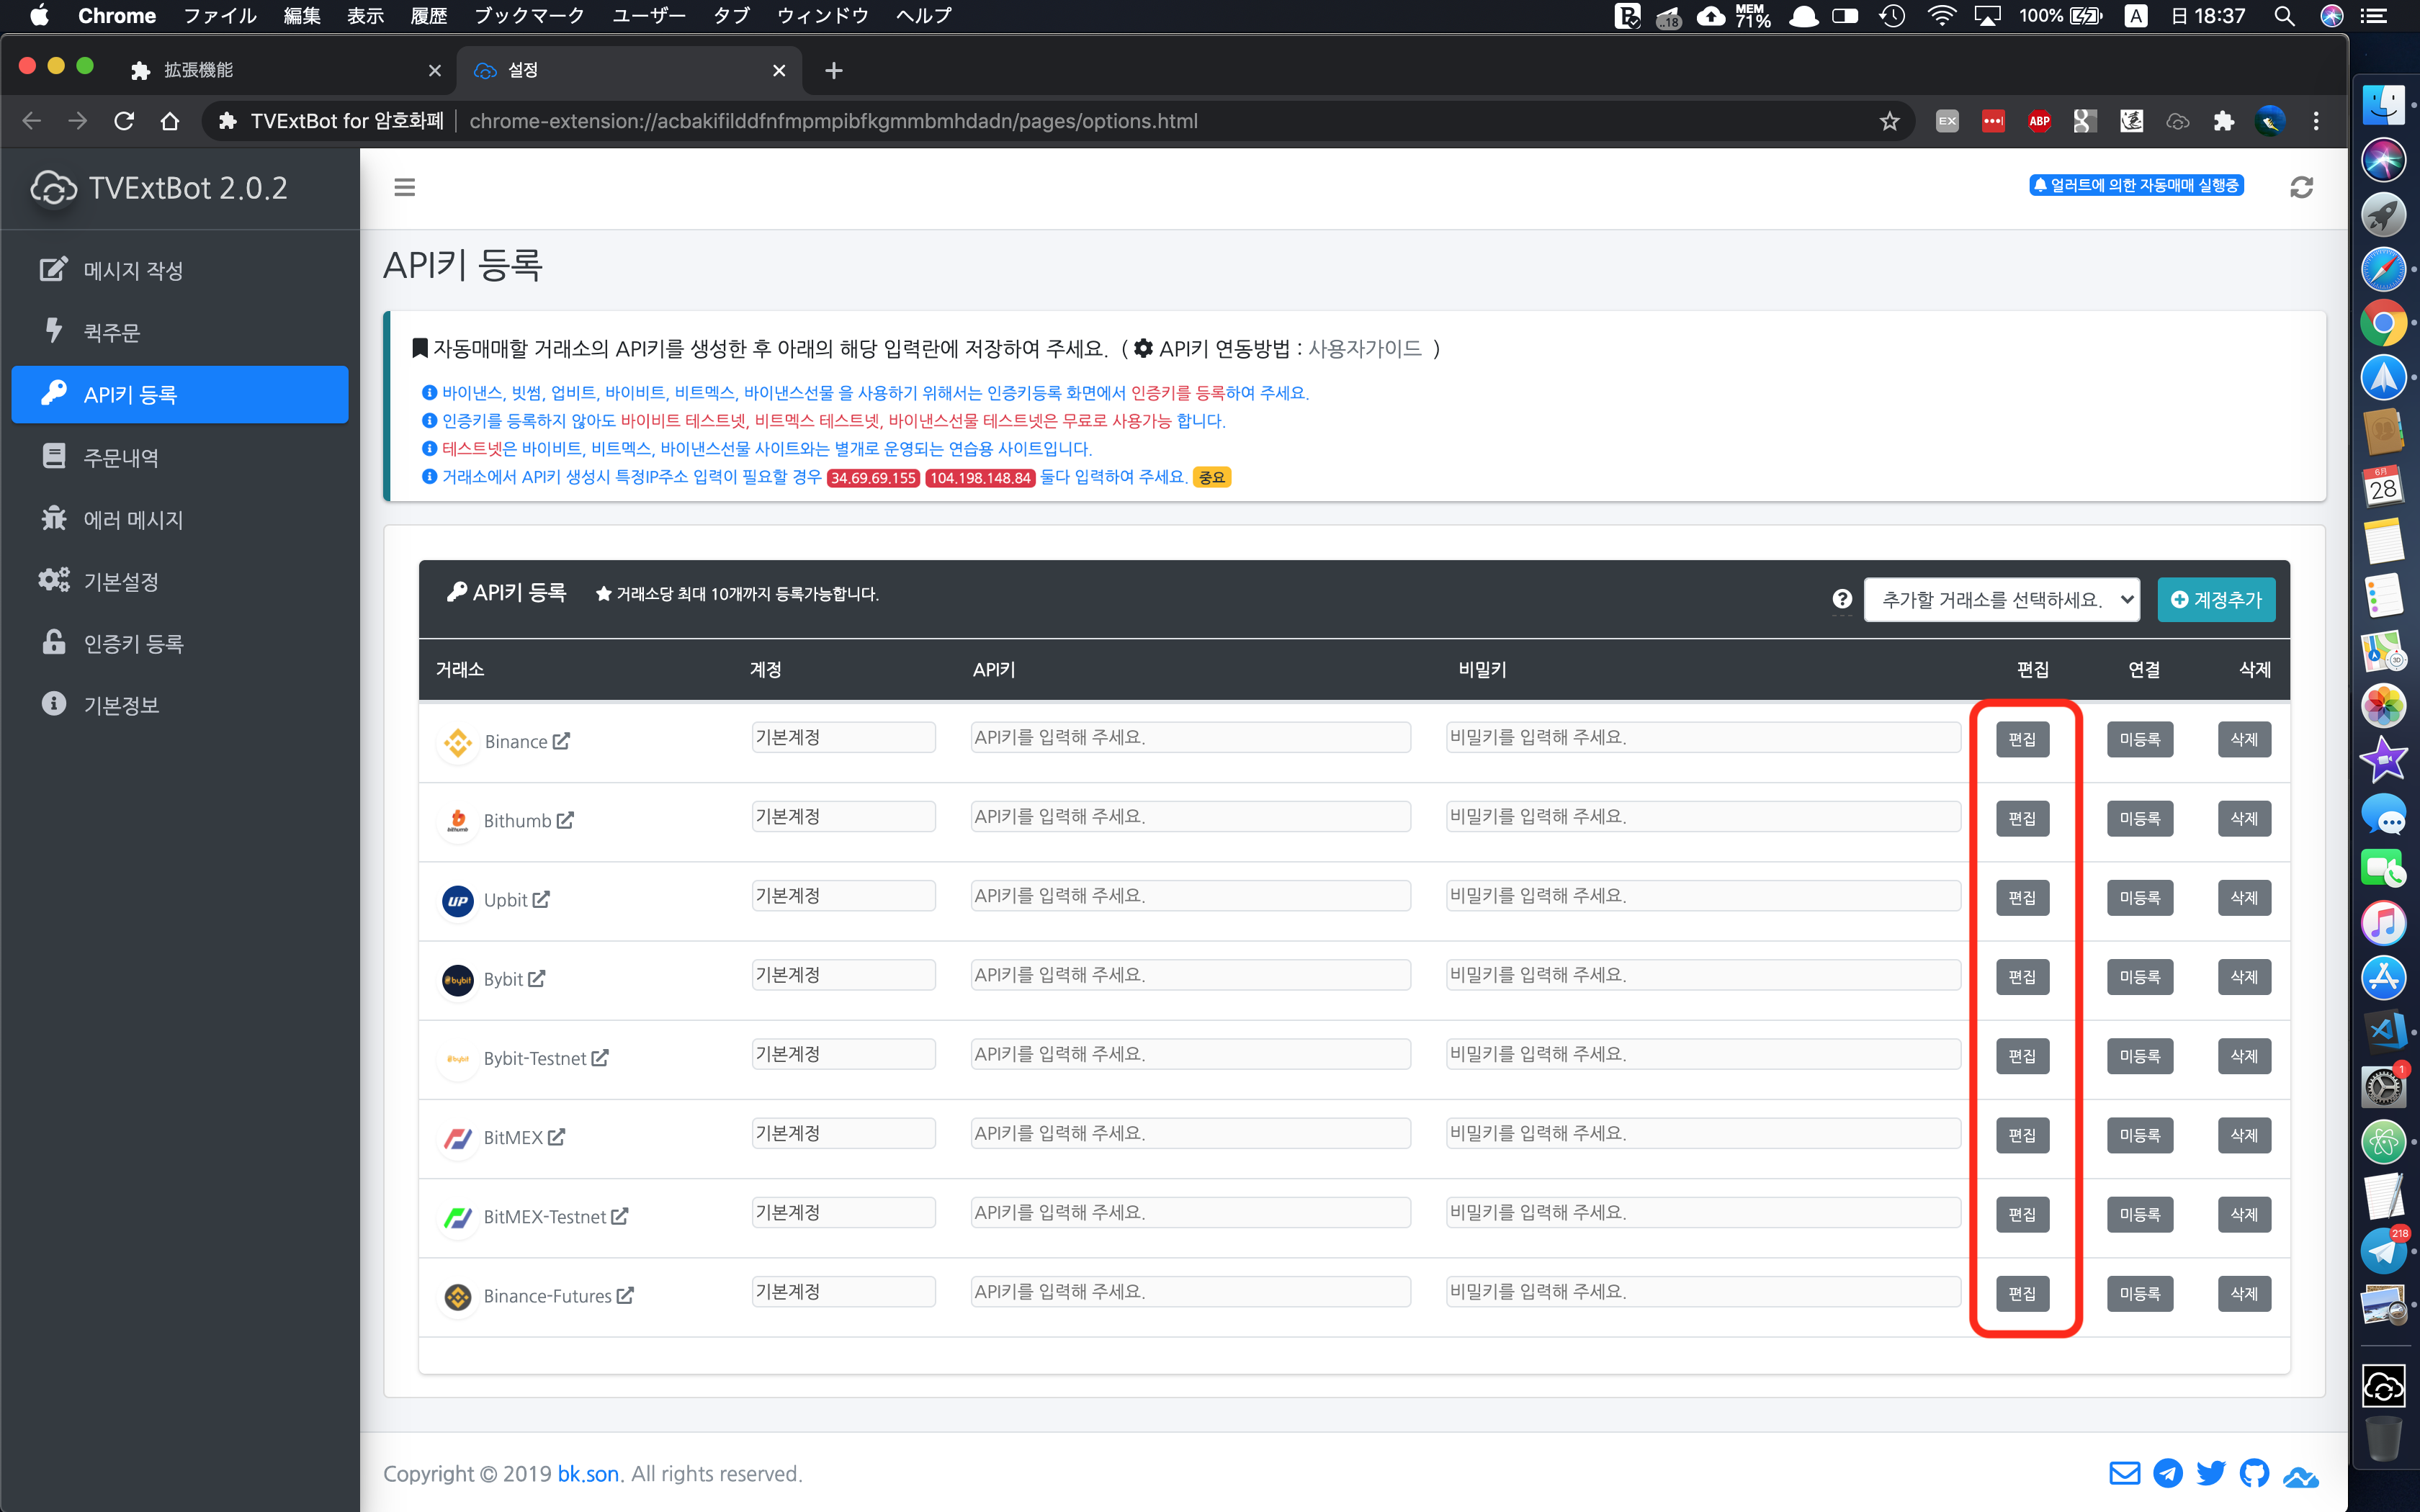 Chrome ファイル 編集 表示 履歴 ブックマーク ユーザー タブ ウィンドウ ヘルプ
..18 MEM 71% 100% A 日 18:37
拡張機能 설정
TVExtBot for 암호화폐 chrome-extension://acbakifilddfnfmpmpibfkgmmbmhdadn/pages/options.html
EX ABP
TVExtBot 2.0.2
얼러트에 의한 자동매매 실행중
메시지 작성
퀵주문
API키 등록
주문내역
에러 메시지
기본설정
인증키 등록
기본정보
API키 등록
자동매매할 거래소의 API키를 생성한 후 아래의 해당 입력란에 저장하여 주세요. ( API키 연동방법 : 사용자가이드 )
바이낸스, 빗썸, 업비트, 바이비트, 비트멕스, 바이낸스선물 을 사용하기 위해서는 인증키등록 화면에서 인증키를 등록하여 주세요.
인증키를 등록하지 않아도 바이비트 테스트넷, 비트멕스 테스트넷, 바이낸스선물 테스트넷은 무료로 사용가능 합니다.
테스트넷은 바이비트, 비트멕스, 바이낸스선물 사이트와는 별개로 운영되는 연습용 사이트입니다.
거래소에서 API키 생성시 특정IP주소 입력이 필요할 경우 34.69.69.155 104.198.148.84 둘다 입력하여 주세요. 중요
API키 등록 거래소당 최대 10개까지 등록가능합니다. 추가할 거래소를 선택하세요. 계정추가
거래소 계정 API키 비밀키 편집 연결 삭제
Binance 기본계정 API키를 입력해 주세요. 비밀키를 입력해 주세요. 편집 미등록 삭제
bithumb Bithumb 기본계정 API키를 입력해 주세요. 비밀키를 입력해 주세요. 편집 미등록 삭제
UP Upbit 기본계정 API키를 입력해 주세요. 비밀키를 입력해 주세요. 편집 미등록 삭제
bybit Bybit 기본계정 API키를 입력해 주세요. 비밀키를 입력해 주세요. 편집 미등록 삭제
bybit Bybit-Testnet 기본계정 API키를 입력해 주세요. 비밀키를 입력해 주세요. 편집 미등록 삭제
BitMEX 기본계정 API키를 입력해 주세요. 비밀키를 입력해 주세요. 편집 미등록 삭제
BitMEX-Testnet 기본계정 API키를 입력해 주세요. 비밀키를 입력해 주세요. 편집 미등록 삭제
Binance-Futures 기본계정 API키를 입력해 주세요. 비밀키를 입력해 주세요. 편집 미등록 삭제
Copyright © 2019 bk.son. All rights reserved.
6月
28
3D
1
218